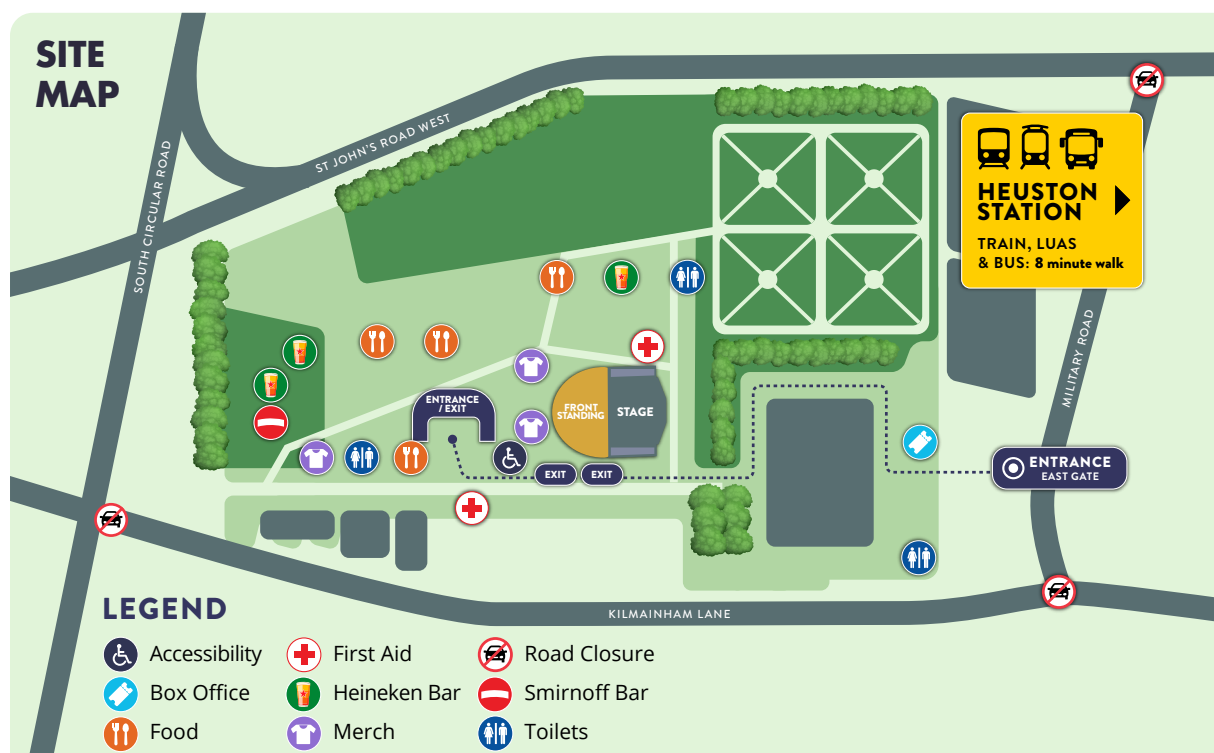 SITE
MAP
ST JOHN'S ROAD WEST
SOUTH CIRCULAR ROAD
HEUSTON
STATION
TRAIN, LUAS
& BUS: 8 minute walk
MILITARY ROAD
ENTRANCE
/ EXIT
FRONT
STANDING
STAGE
EXIT
EXIT
ENTRANCE
EAST GATE
KILMAINHAM LANE
LEGEND
Accessibility
First Aid
Road Closure
Box Office
Heineken Bar
Smirnoff Bar
Food
Merch
Toilets